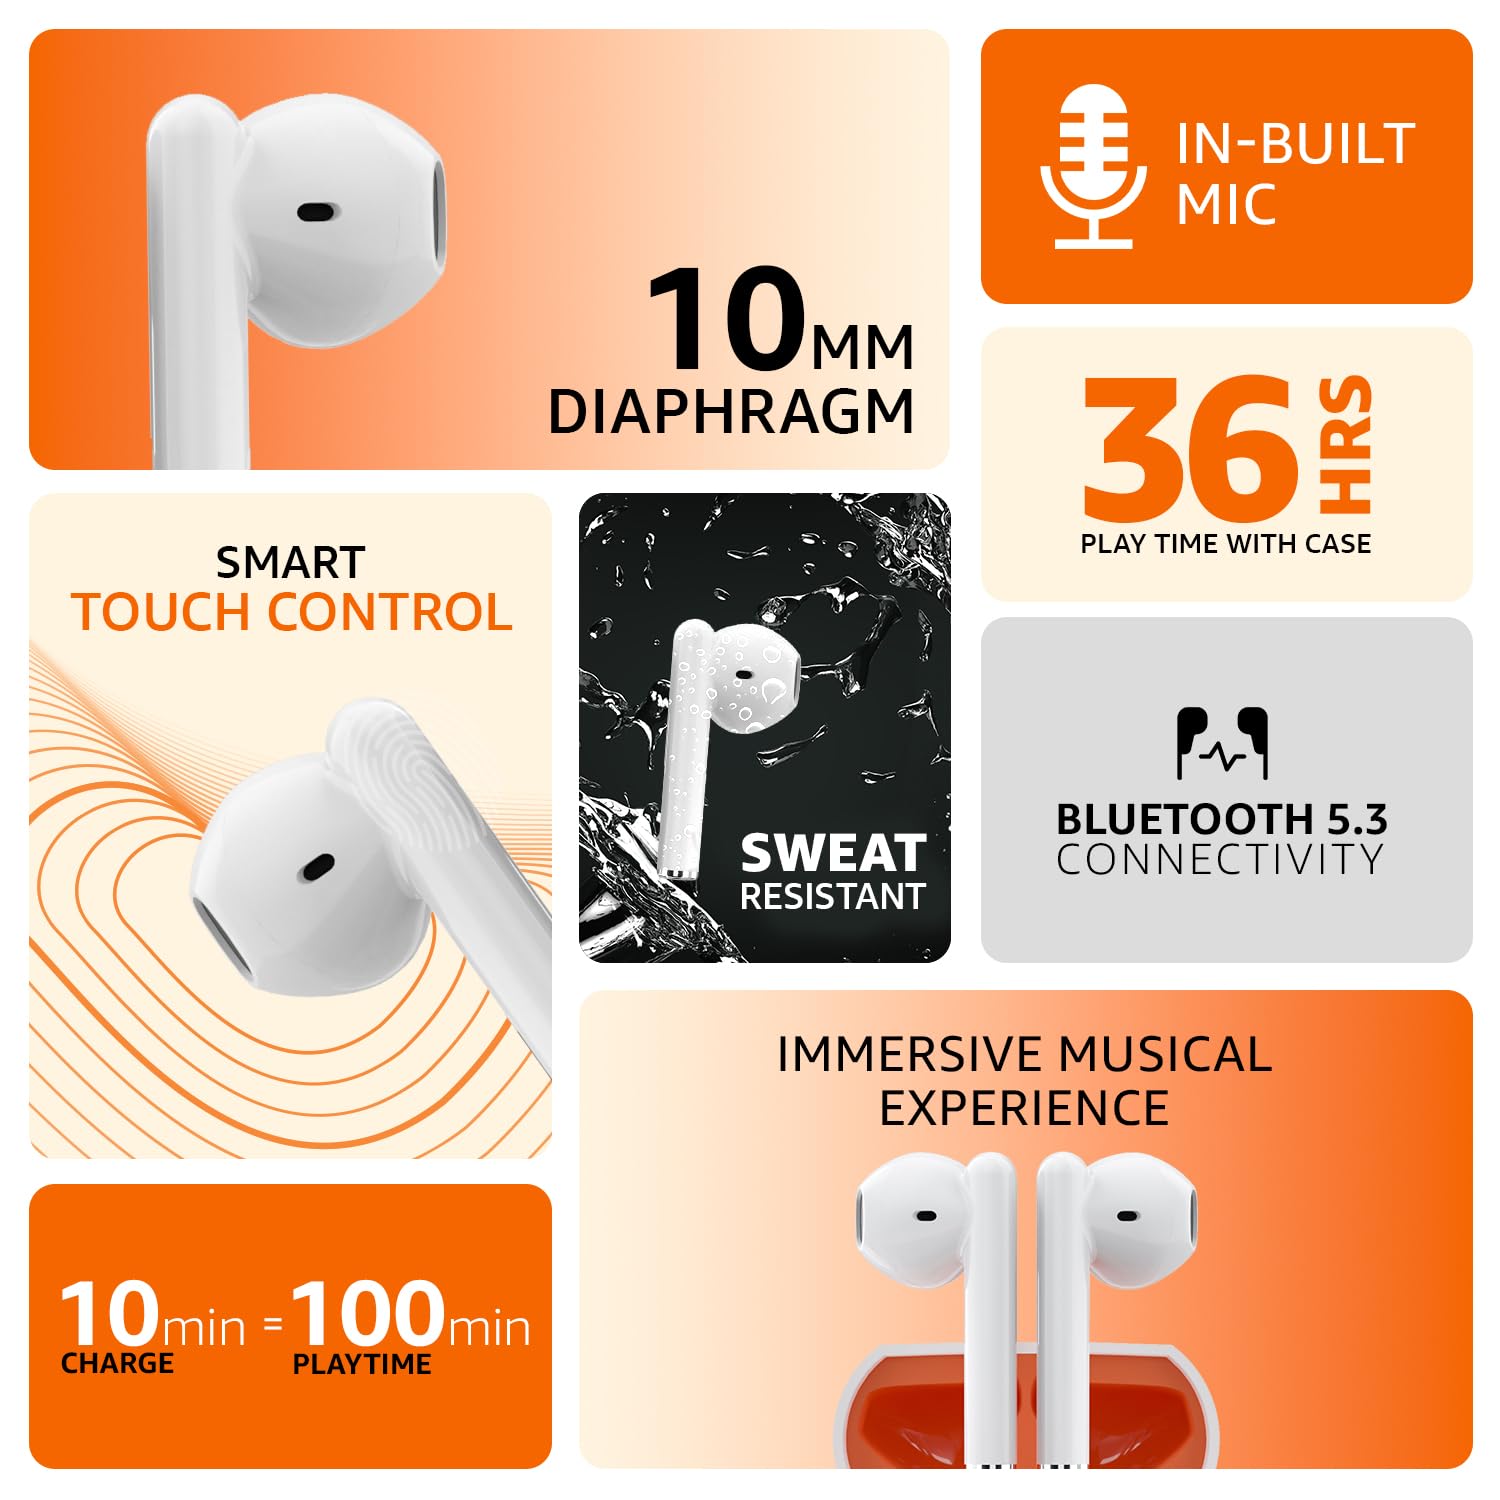 10MM
DIAPHRAGM
IN-BUILT
MIC
36 HRS
PLAY TIME WITH CASE
SMART
TOUCH CONTROL
SWEAT
RESISTANT
BLUETOOTH 5.3
CONNECTIVITY
IMMERSIVE MUSICAL
EXPERIENCE
10min = 100min
CHARGE PLAYTIME